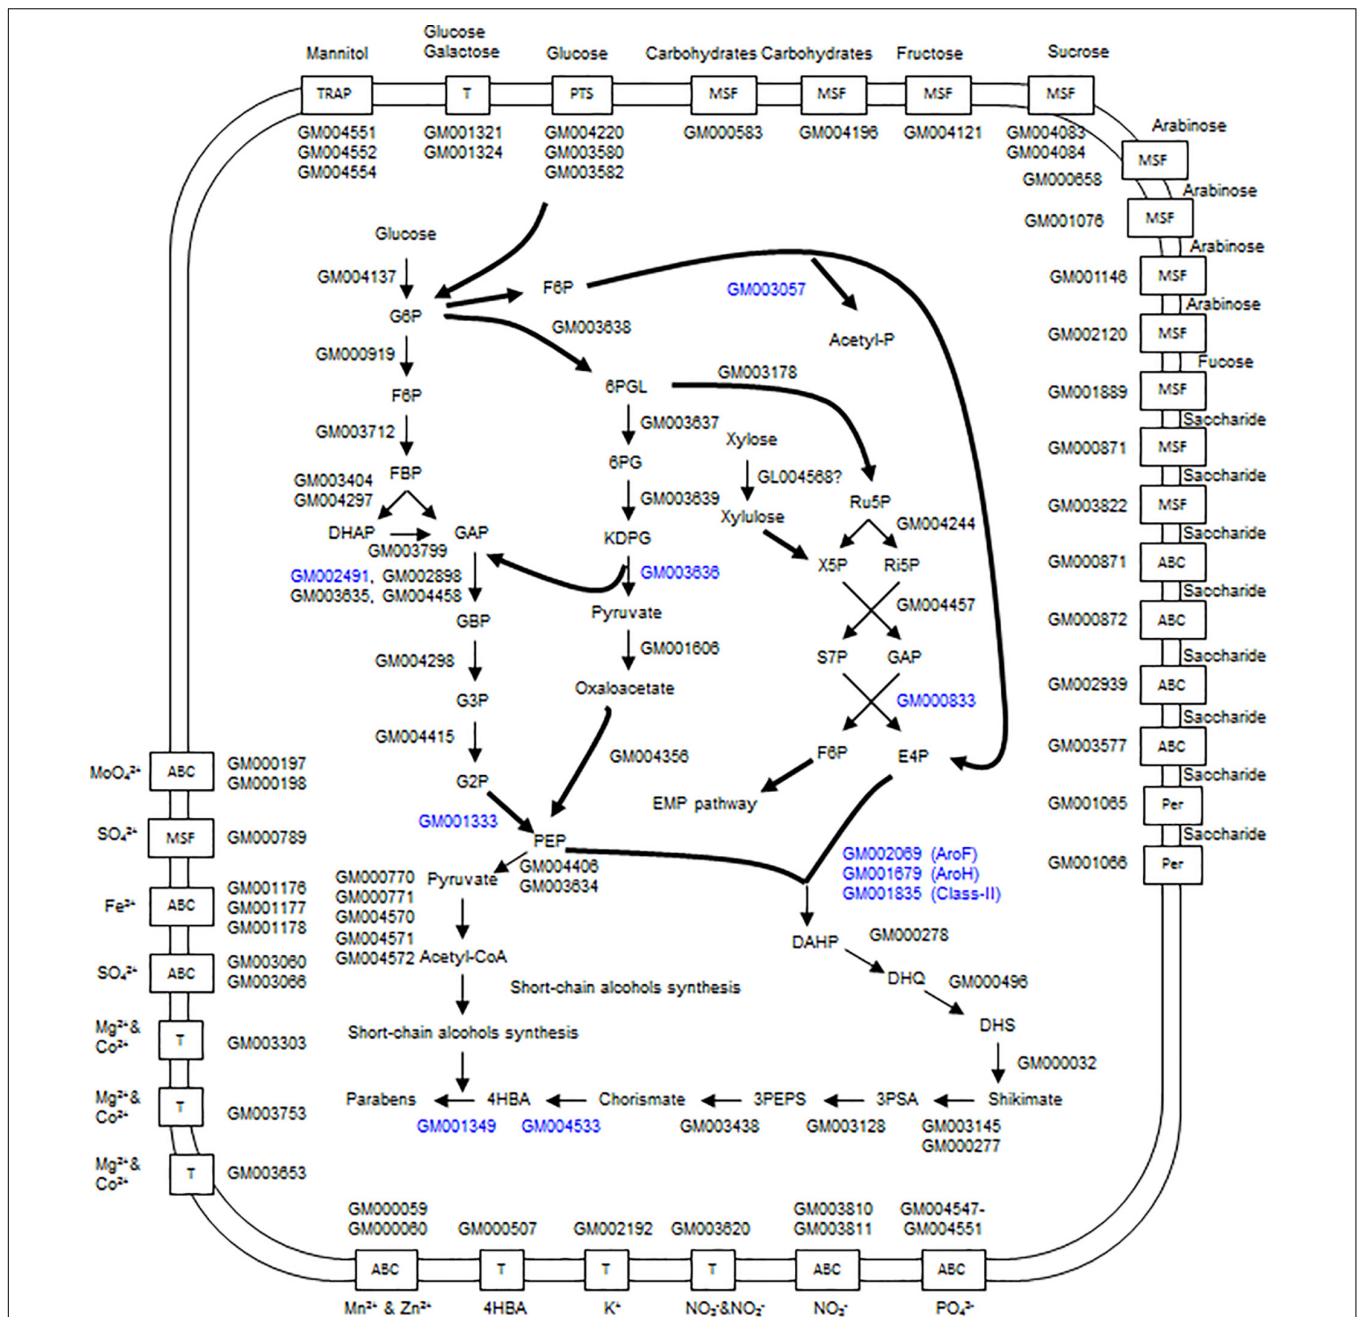 Mannitol
Glucose
Galactose
Glucose
Carbohydrates
Carbohydrates
Fructose
Sucrose
TRAP
T
PTS
MSF
MSF
MSF
MSF
GM004551
GM004552
GM004554
GM001321
GM001324
GM004220
GM003580
GM003582
GM000583
GM004196
GM004121
GM004083
GM004084
Arabinose
GM000658
MSF
Arabinose
GM001076
MSF
Arabinose
GM001146
MSF
Arabinose
GM002120
MSF
Fucose
GM001889
MSF
Saccharide
GM000871
MSF
Saccharide
GM003822
MSF
Saccharide
GM000871
ABC
Saccharide
GM000872
ABC
Saccharide
GM002939
ABC
Saccharide
GM003577
ABC
Saccharide
GM001065
Per
Saccharide
GM001066
Per
Glucose
GM004137
G6P
GM000919
F6P
GM003712
FBP
GM003404
GM004297
DHAP
GAP
GM003799
GM002491, GM002898
GM003635, GM004458
GBP
GM004298
G3P
GM004415
G2P
GM001333
PEP
F6P
GM003638
GM003057
Acetyl-P
6PGL
GM003178
GM003637
6PG
GM003639
KDPG
GM003636
Pyruvate
GM001606
Oxaloacetate
GM004356
Xylose
GL004568?
Xylulose
Ru5P
GM004244
X5P
Ri5P
GM004457
S7P
GAP
GM000833
F6P
E4P
EMP pathway
GM002069 (AroF)
GM001679 (AroH)
GM001835 (Class-II)
GM004406
GM003634
Pyruvate
GM000770
GM000771
GM004570
GM004571
GM004572
Acetyl-CoA
Short-chain alcohols synthesis
Short-chain alcohols synthesis
DAHP
GM000278
DHQ
GM000496
DHS
GM000032
Parabens
4HBA
Chorismate
3PEPS
3PSA
Shikimate
GM001349
GM004533
GM003438
GM003128
GM003145
GM000277
MoO₄²⁺
ABC
GM000197
GM000198
SO₄²⁺
MSF
GM000789
Fe²⁺
ABC
GM001176
GM001177
GM001178
SO₄²⁺
ABC
GM003060
GM003066
Mg²⁺&
Co²⁺
T
GM003303
Mg²⁺&
Co²⁺
T
GM003753
Mg²⁺&
Co²⁺
T
GM003653
GM000059
GM000060
GM000507
GM002192
GM003620
GM003810
GM003811
GM004547-
GM004551
ABC
T
T
T
ABC
ABC
Mn²⁺ & Zn²⁺
4HBA
K⁺
NO₂⁻&NO₂⁻
NO₂⁻
PO₄³⁻